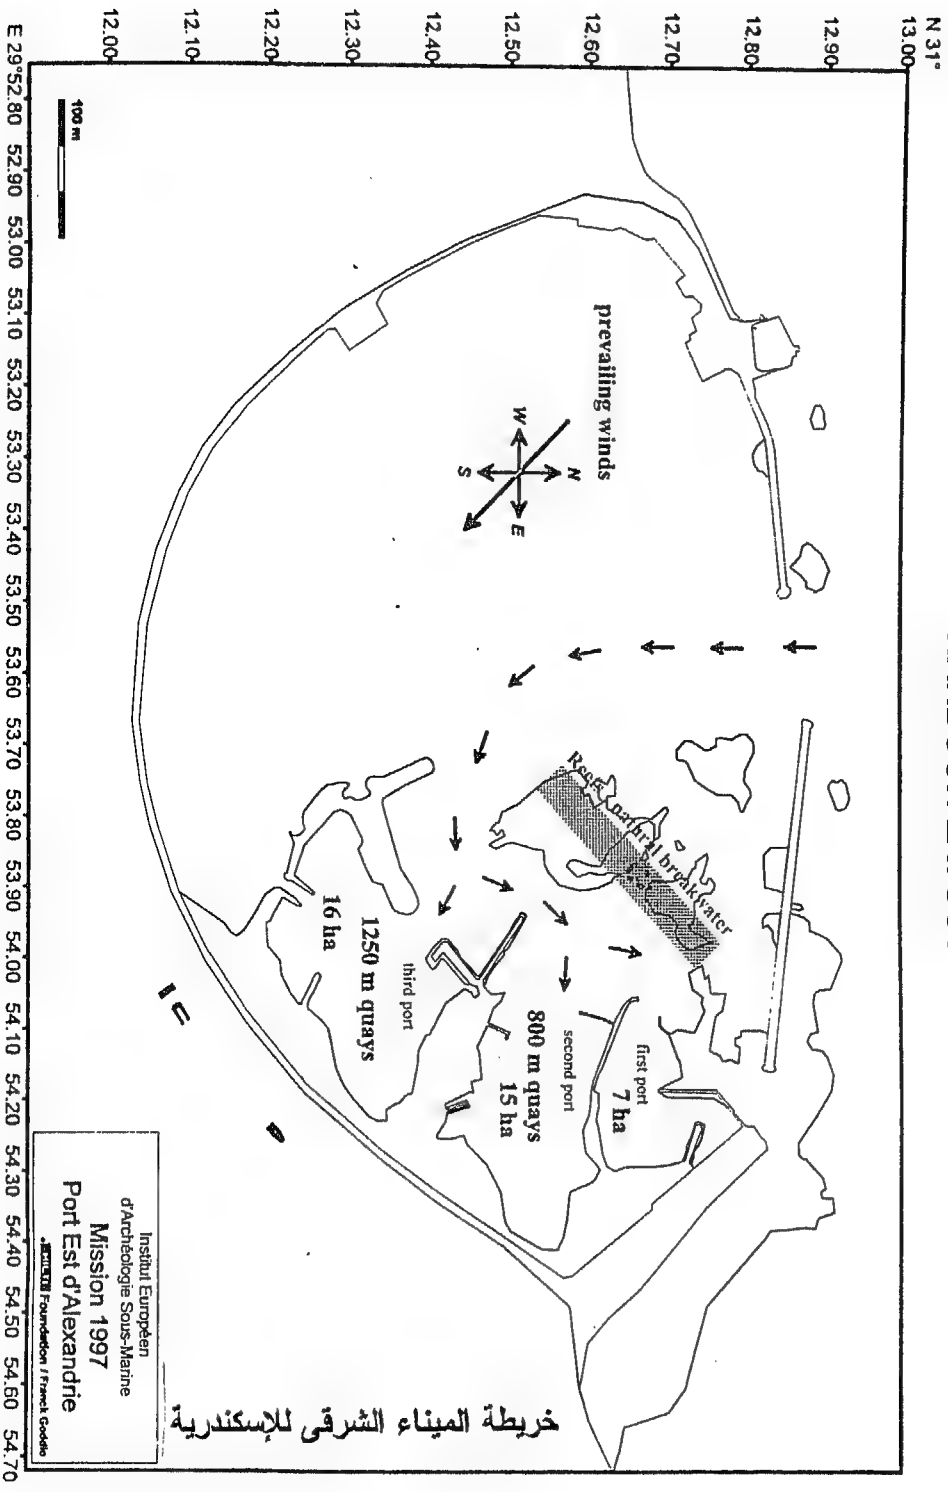 N 31°
13.00
12.90
12.80
12.70
12.60
12.50
12.40
12.30
12.20
12.10
12.00
E 29°52.80 52.90 53.00 53.10 53.20 53.30 53.40 53.50 53.60 53.70 53.80 53.90 54.00 54.10 54.20 54.30 54.40 54.50 54.60 54.70
100 m
prevailing winds
N
W
E
S
Reefs natural breakwater
first port
7 ha
second port
800 m quays
15 ha
third port
1250 m quays
16 ha
Institut Européen
d'Archéologie Sous-Marine
Mission 1997
Port Est d'Alexandrie
Foundation / Franck Goddio
خريطة الميناء الشرقى للإسكندرية